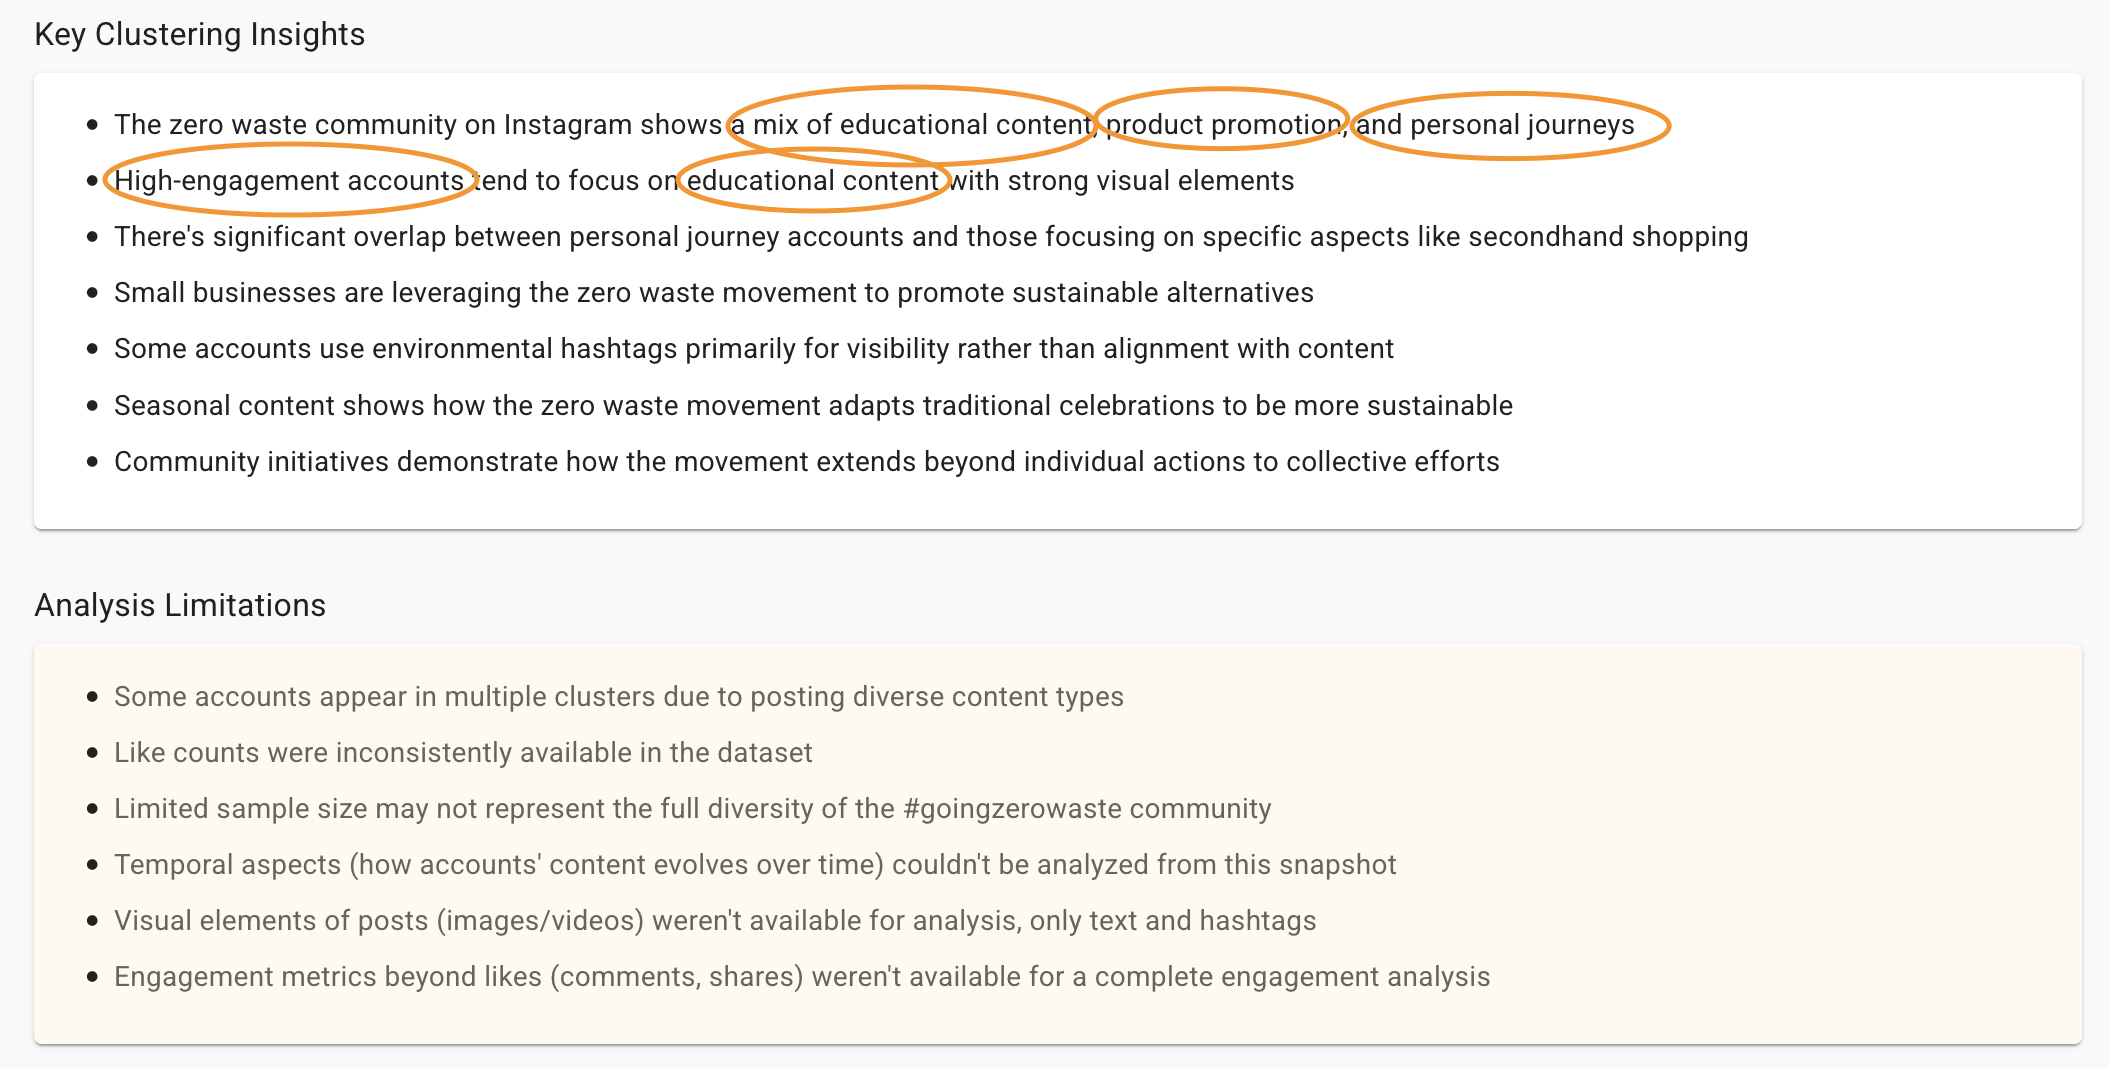 Key Clustering Insights
• The zero waste community on Instagram shows a mix of educational content, product promotion, and personal journeys
• High-engagement accounts tend to focus on educational content with strong visual elements
• There's significant overlap between personal journey accounts and those focusing on specific aspects like secondhand shopping
• Small businesses are leveraging the zero waste movement to promote sustainable alternatives
• Some accounts use environmental hashtags primarily for visibility rather than alignment with content
• Seasonal content shows how the zero waste movement adapts traditional celebrations to be more sustainable
• Community initiatives demonstrate how the movement extends beyond individual actions to collective efforts
Analysis Limitations
• Some accounts appear in multiple clusters due to posting diverse content types
• Like counts were inconsistently available in the dataset
• Limited sample size may not represent the full diversity of the #goingzerowaste community
• Temporal aspects (how accounts' content evolves over time) couldn't be analyzed from this snapshot
• Visual elements of posts (images/videos) weren't available for analysis, only text and hashtags
• Engagement metrics beyond likes (comments, shares) weren't available for a complete engagement analysis